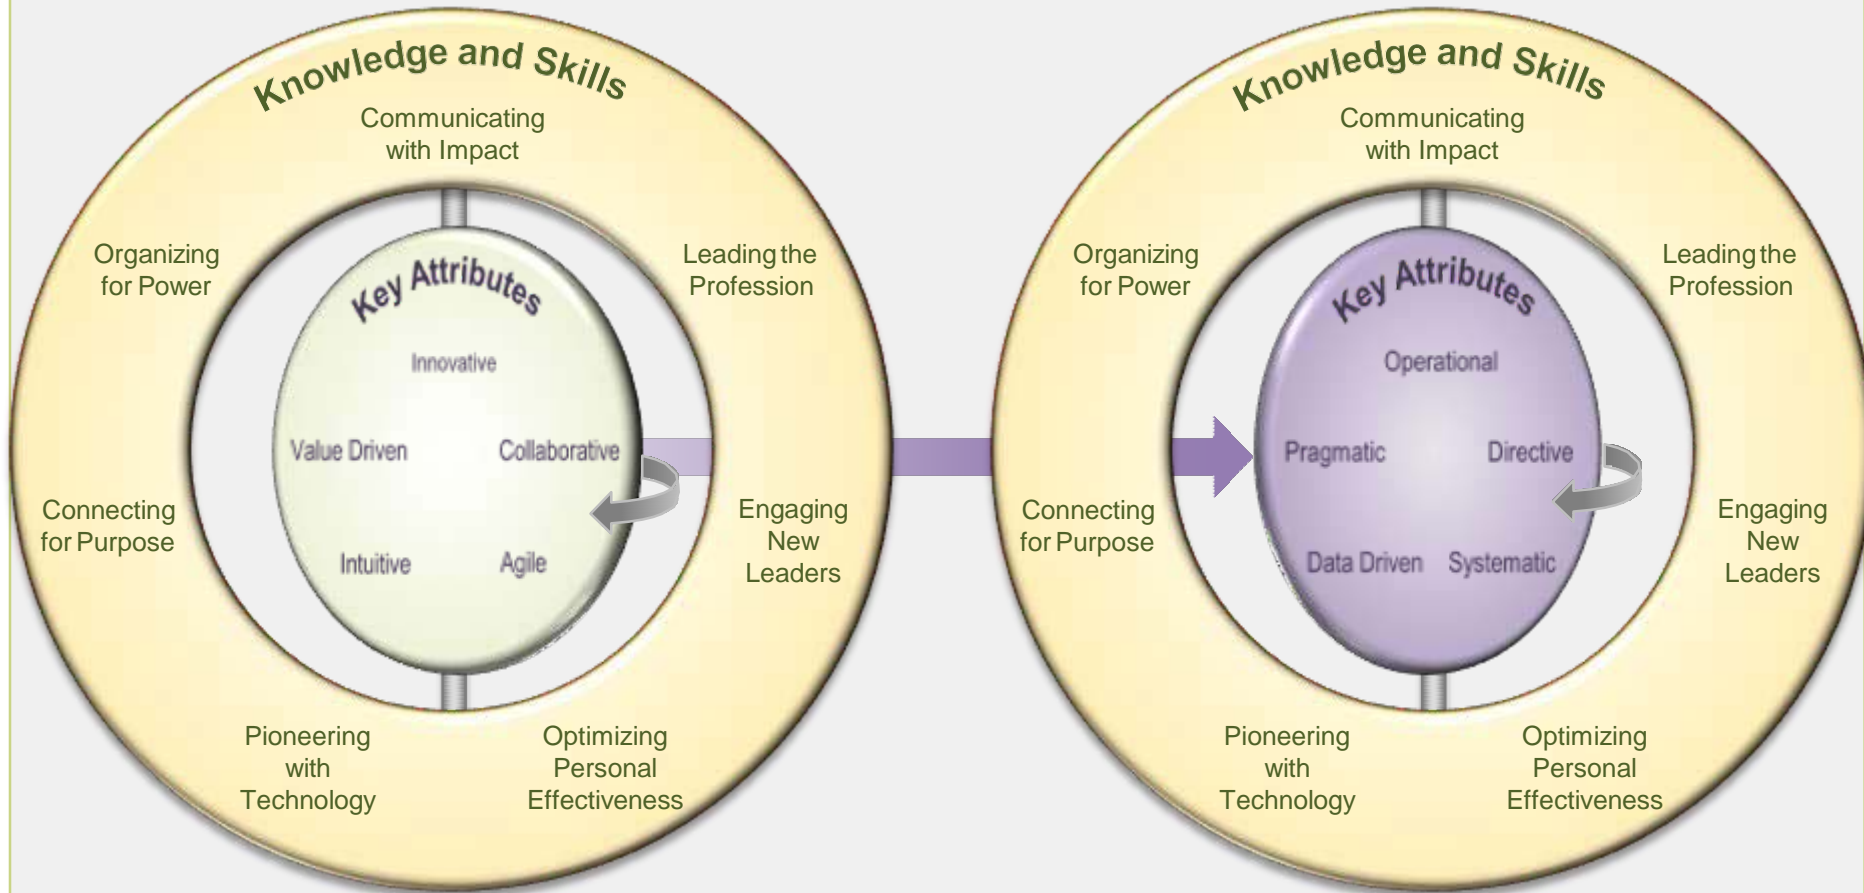 Knowledge and Skills
Communicating
with Impact
Organizing
for Power
Leading the
Profession
Key Attributes
Innovative
Value Driven
Collaborative
Intuitive
Agile
Connecting
for Purpose
Engaging
New
Leaders
Pioneering
with
Technology
Optimizing
Personal
Effectiveness
Knowledge and Skills
Communicating
with Impact
Organizing
for Power
Leading the
Profession
Key Attributes
Operational
Pragmatic
Directive
Data Driven
Systematic
Connecting
for Purpose
Engaging
New
Leaders
Pioneering
with
Technology
Optimizing
Personal
Effectiveness